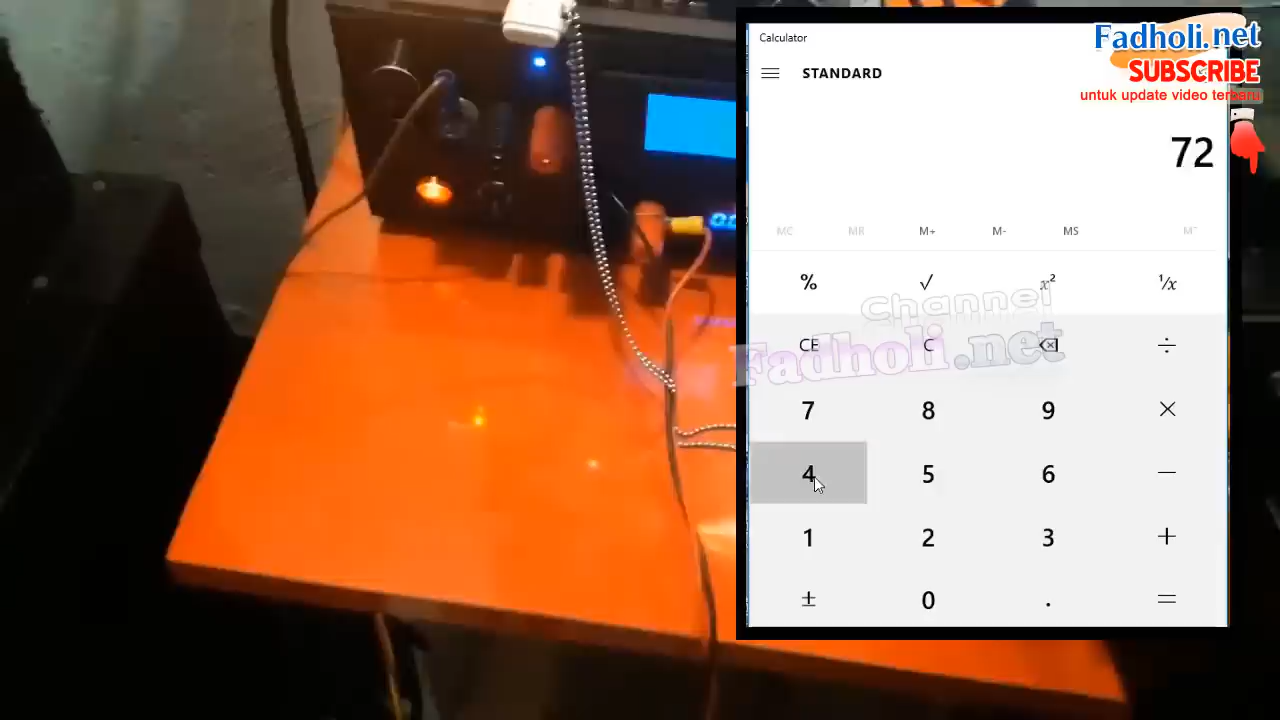 Calculator
STANDARD
72
MC MR M+ M- MS
% √ x² ¹/x
CE C ÷
7 8 9 ×
4 5 6 −
1 2 3 +
± 0 . =
Fadholi.net
SUBSCRIBE
untuk update video terbaru
Channel
Fadholi.net